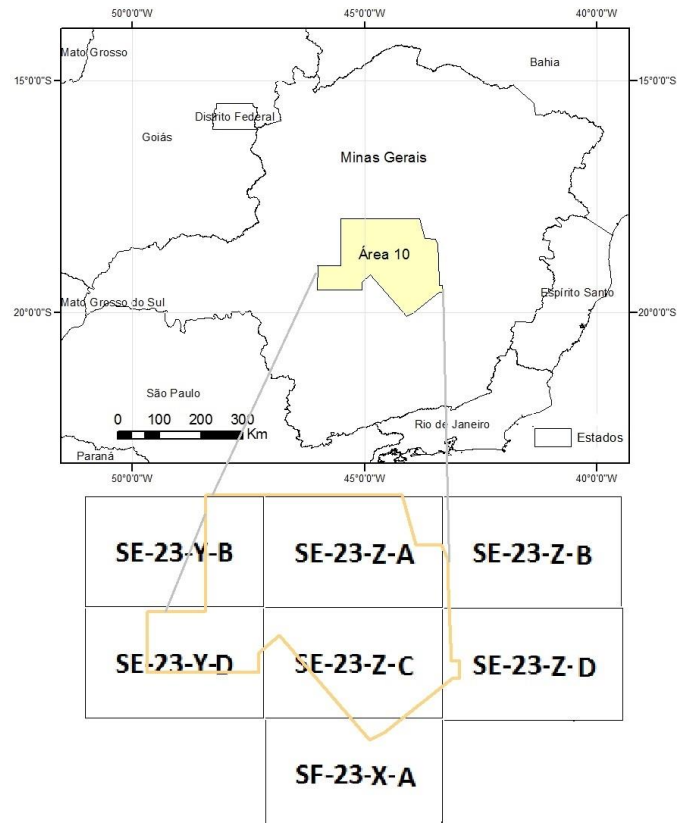 50°0'0"W 45°0'0"W 40°0'0"W
Mato Grosso
Bahia
15°0'0"S 15°0'0"S
Distrito Federal
Goiás
Minas Gerais
Área 10
Espírito Santo
Mato Grosso do Sul
20°0'0"S 20°0'0"S
São Paulo
0 100 200 300
Km
Rio de Janeiro
Estados
Paraná
50°0'0"W 45°0'0"W 40°0'0"W
SE-23-Y-B SE-23-Z-A SE-23-Z-B
SE-23-Y-D SE-23-Z-C SE-23-Z-D
SF-23-X-A